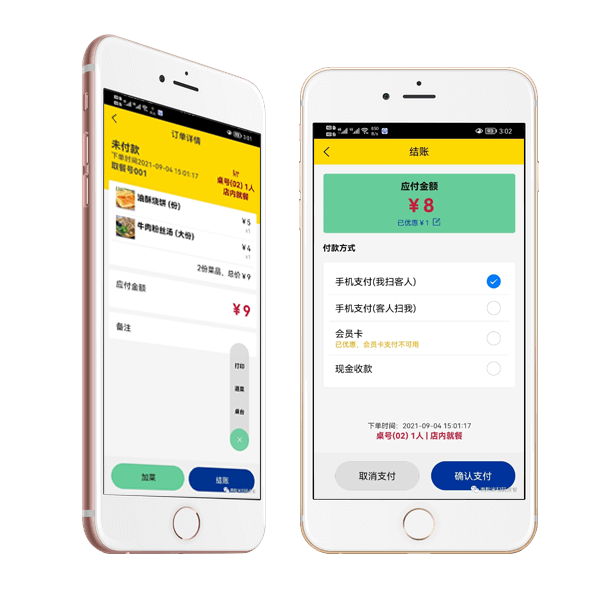 3:01
订单详情
未付款
下单时间2021-09-04 15:01:17
取餐号001
桌号(02) 1人
店内就餐
油酥烧饼 (份)
¥5
x1
牛肉粉丝汤 (大份)
¥4
x1
2份菜品，总价¥9
应付金额
¥9
备注
打印
退菜
桌台
加菜
结账
3:02
结账
应付金额
¥8
已优惠¥1
付款方式
手机支付(我扫客人)
手机支付(客人扫我)
会员卡
已优惠，会员卡支付不可用
现金收款
下单时间：2021-09-04 15:01:17
桌号(02) 1人 | 店内就餐
取消支付
确认支付